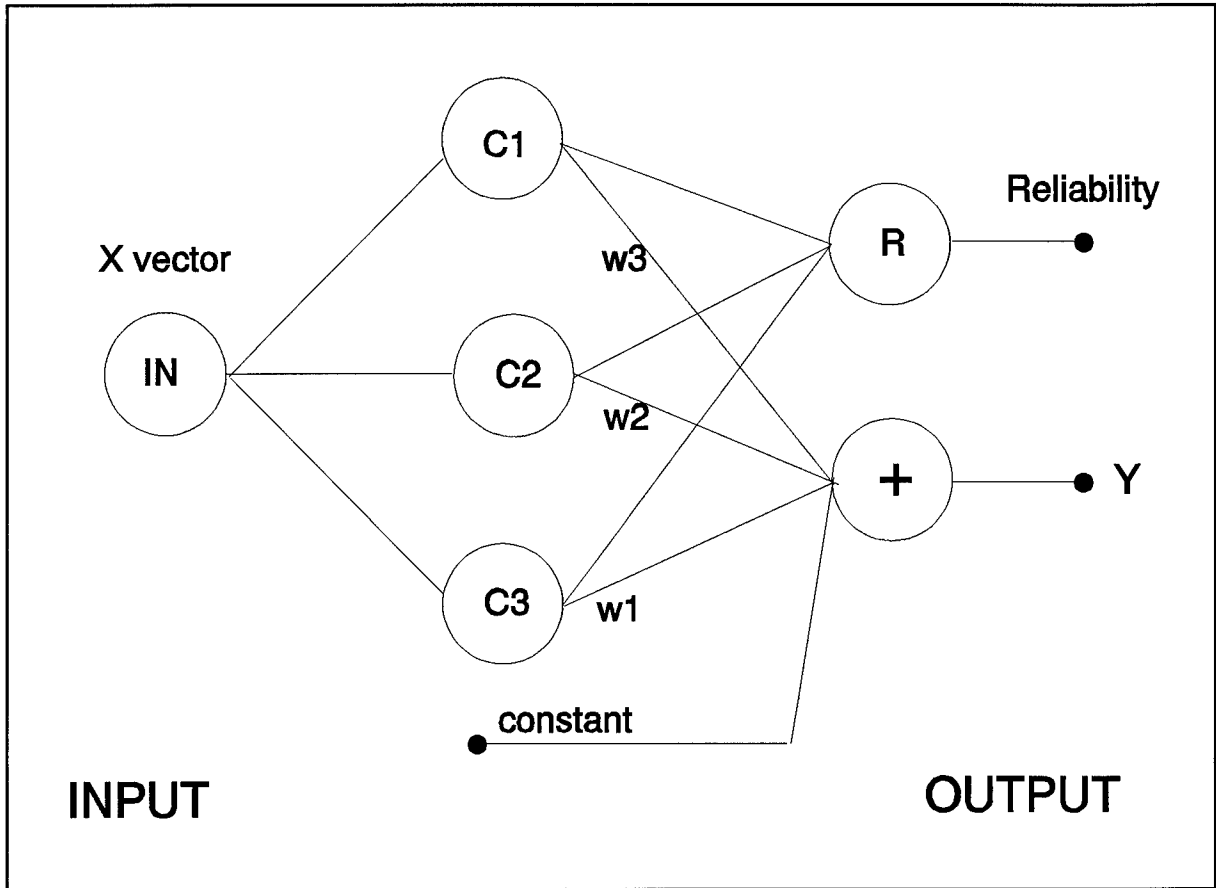 C1
Reliability
R
X vector
w3
IN
C2
w2
+
Y
C3
w1
constant
INPUT
OUTPUT